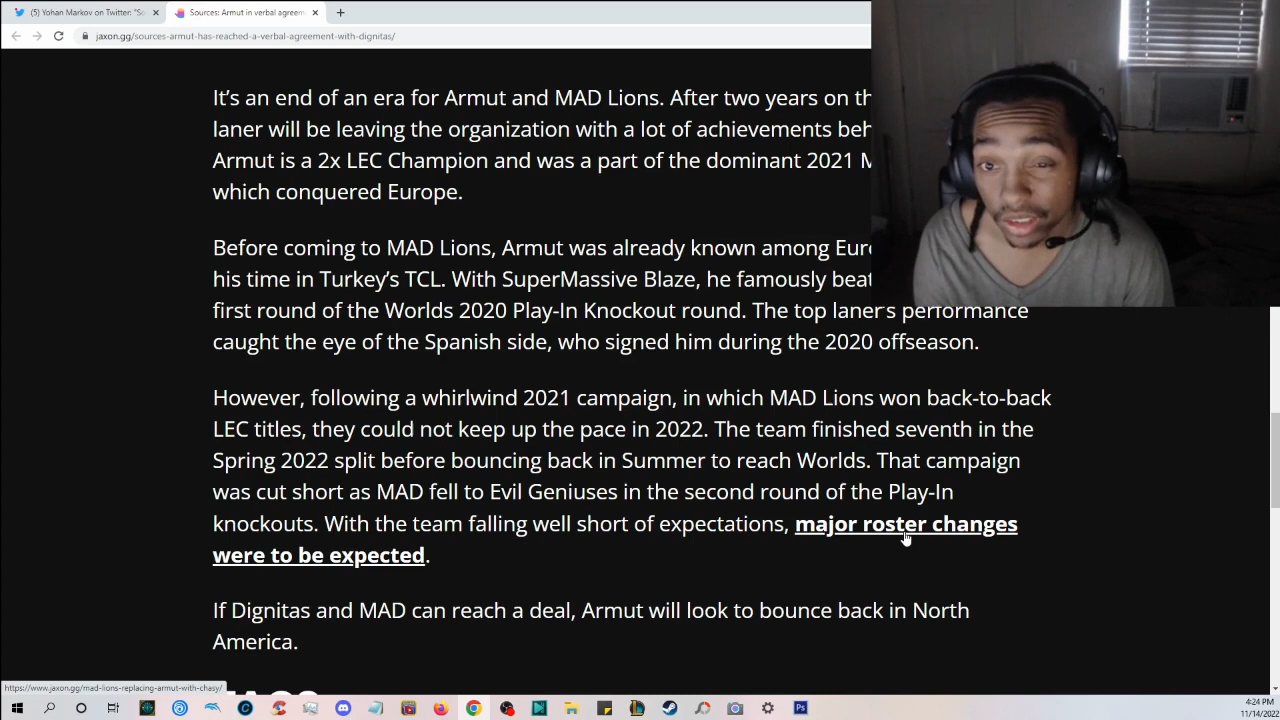 (5) Yohan Markov on Twitter: "So
Sources: Armut in verbal agreem
jaxon.gg/sources-armut-has-reached-a-verbal-agreement-with-dignitas/
It's an end of an era for Armut and MAD Lions. After two years on th
laner will be leaving the organization with a lot of achievements beh
Armut is a 2x LEC Champion and was a part of the dominant 2021 M
which conquered Europe.
Before coming to MAD Lions, Armut was already known among Euro
his time in Turkey's TCL. With SuperMassive Blaze, he famously beat
first round of the Worlds 2020 Play-In Knockout round. The top laner's performance
caught the eye of the Spanish side, who signed him during the 2020 offseason.
However, following a whirlwind 2021 campaign, in which MAD Lions won back-to-back
LEC titles, they could not keep up the pace in 2022. The team finished seventh in the
Spring 2022 split before bouncing back in Summer to reach Worlds. That campaign
was cut short as MAD fell to Evil Geniuses in the second round of the Play-In
knockouts. With the team falling well short of expectations, major roster changes
were to be expected.
If Dignitas and MAD can reach a deal, Armut will look to bounce back in North
America.
https://www.jaxon.gg/mad-lions-replacing-armut-with-chasy/
4:24 PM
11/14/2022